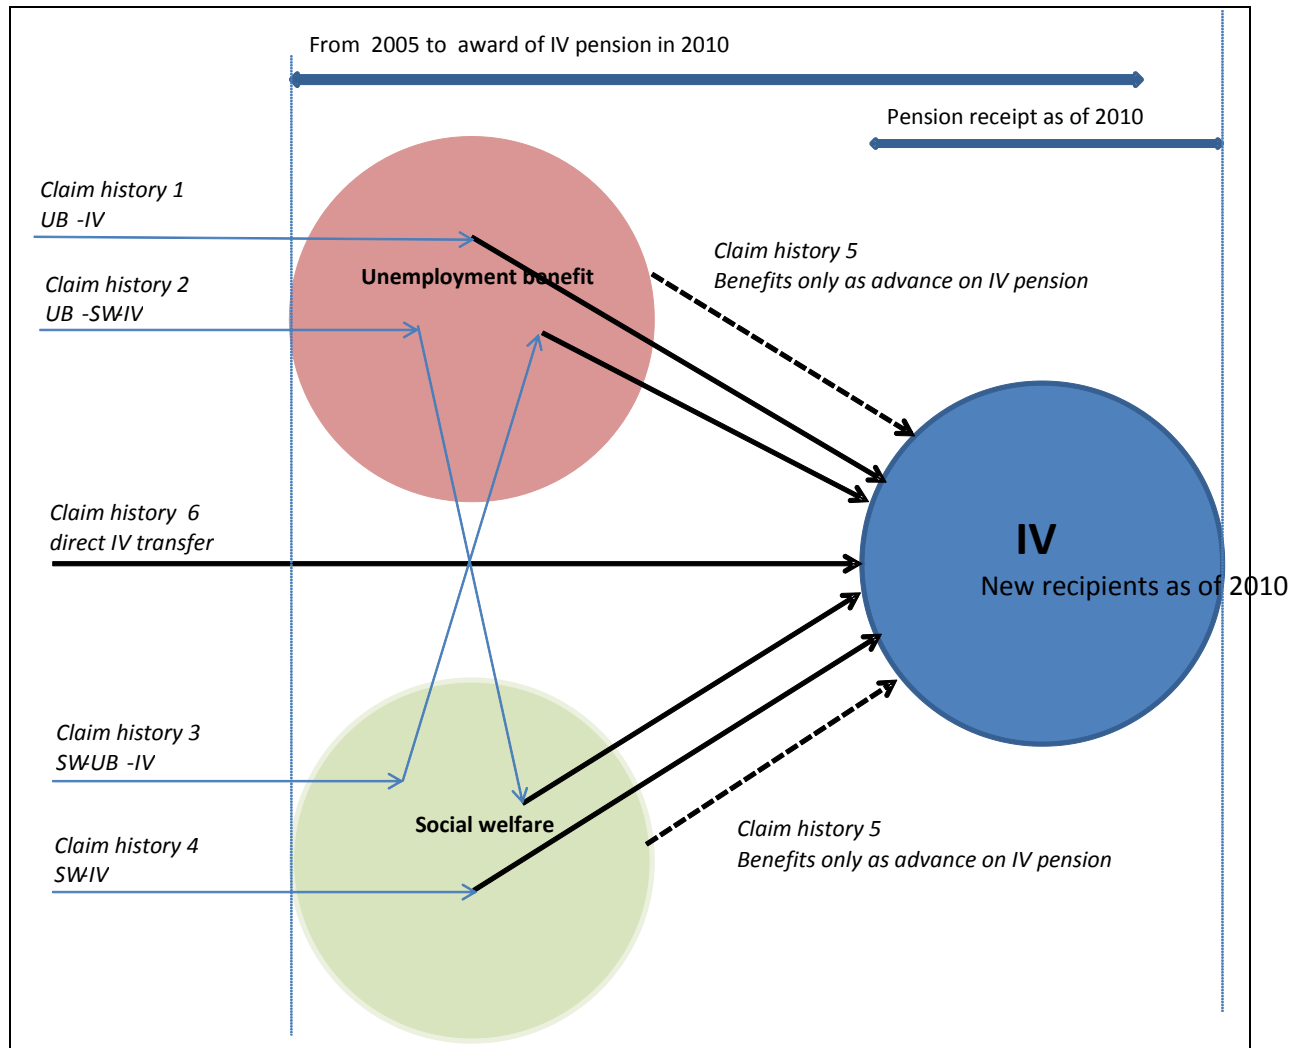 From 2005 to award of IV pension in 2010
Pension receipt as of 2010
Claim history 1
UB -IV
Claim history 5
Benefits only as advance on IV pension
Unemployment benefit
Claim history 2
UB -SW-IV
Claim history 6
direct IV transfer
IV
New recipients as of 2010
Claim history 3
SW-UB -IV
Social welfare
Claim history 5
Benefits only as advance on IV pension
Claim history 4
SW-IV